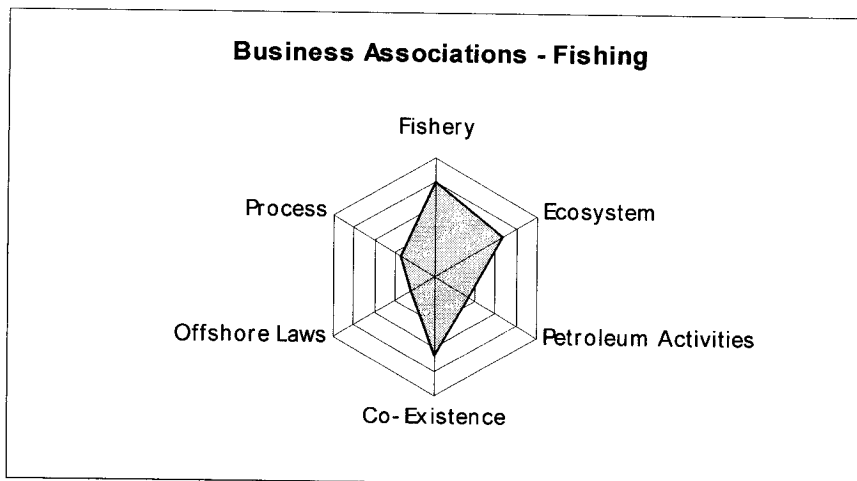 Business Associations - Fishing
Fishery
Process
Ecosystem
Offshore Laws
Petroleum Activities
Co-Existence